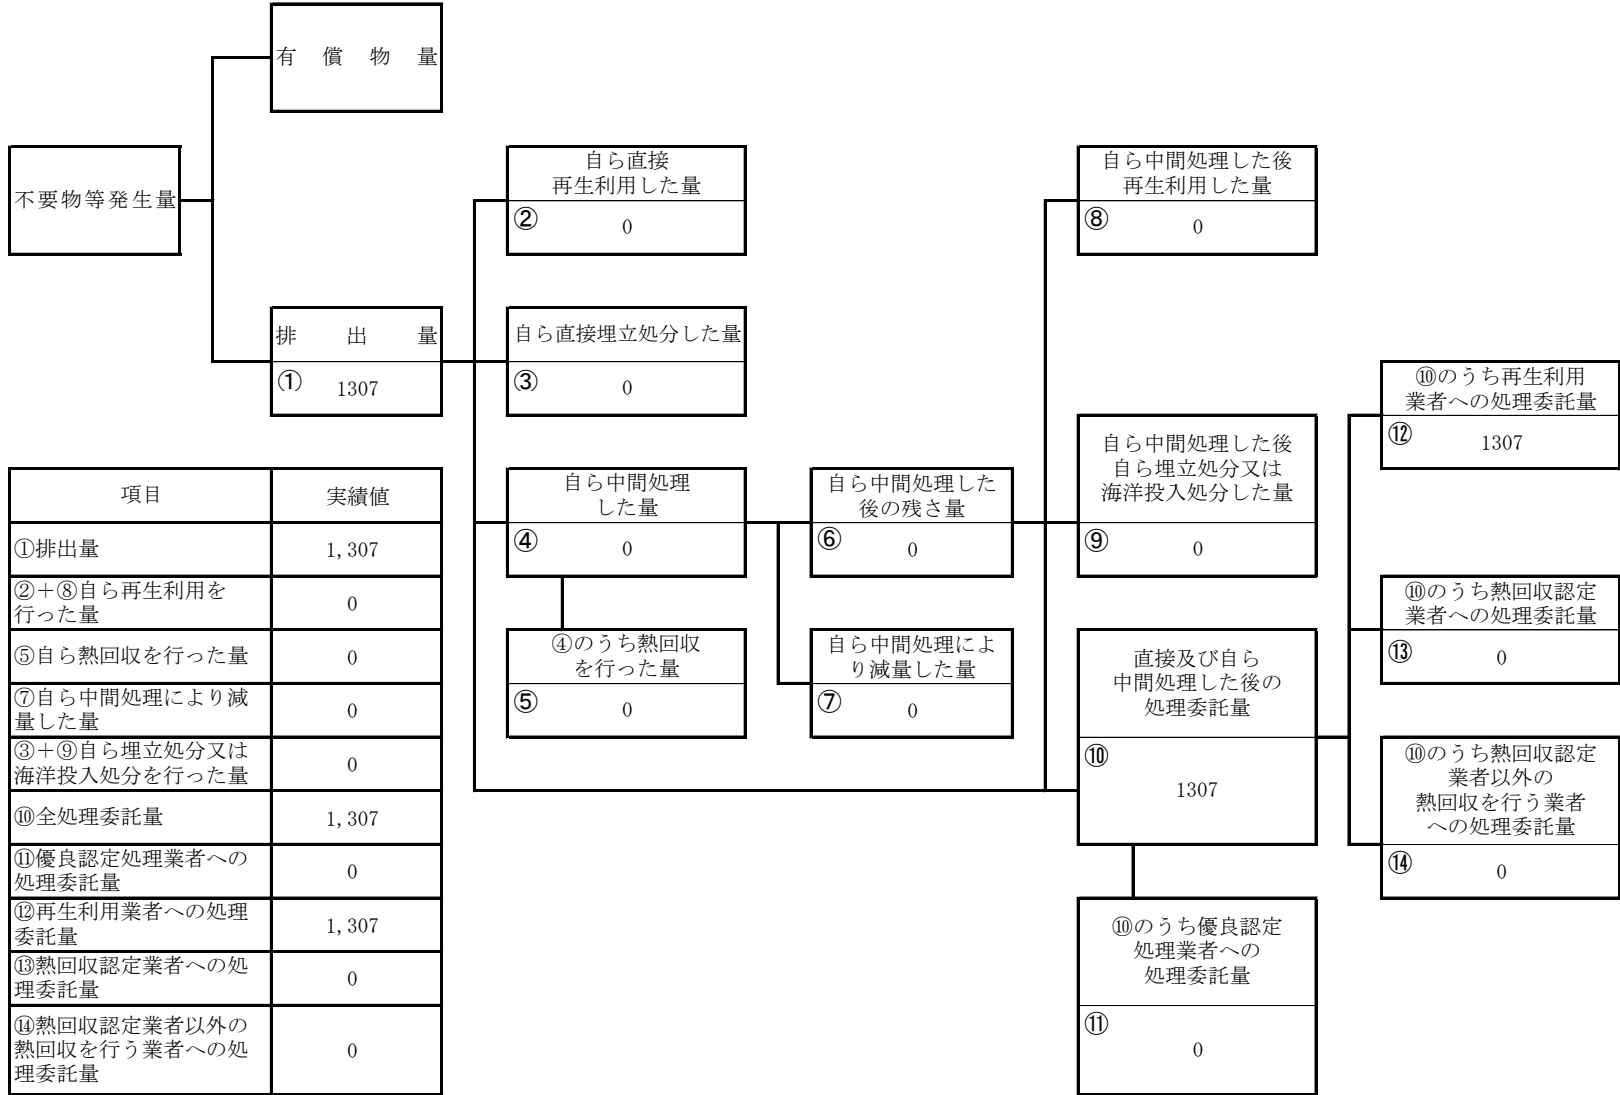 有償物量
不要物等発生量
排出量
① 1307
自ら直接
再生利用した量
② 0
自ら直接埋立処分した量
③ 0
自ら中間処理
した量
④ 0
④のうち熱回収
を行った量
⑤ 0
自ら中間処理した
後の残さ量
⑥ 0
自ら中間処理によ
り減量した量
⑦ 0
自ら中間処理した後
再生利用した量
⑧ 0
自ら中間処理した後
自ら埋立処分又は
海洋投入処分した量
⑨ 0
直接及び自ら
中間処理した後の
処理委託量
⑩
1307
⑩のうち優良認定
処理業者への
処理委託量
⑪
0
⑩のうち再生利用
業者への処理委託量
⑫ 1307
⑩のうち熱回収認定
業者への処理委託量
⑬ 0
⑩のうち熱回収認定
業者以外の
熱回収を行う業者
への処理委託量
⑭ 0
項目 実績値
①排出量 1,307
②+⑧自ら再生利用を
行った量 0
⑤自ら熱回収を行った量 0
⑦自ら中間処理により減
量した量 0
③+⑨自ら埋立処分又は
海洋投入処分を行った量 0
⑩全処理委託量 1,307
⑪優良認定処理業者への
処理委託量 0
⑫再生利用業者への処理
委託量 1,307
⑬熱回収認定業者への処
理委託量 0
⑭熱回収認定業者以外の
熱回収を行う業者への処
理委託量 0